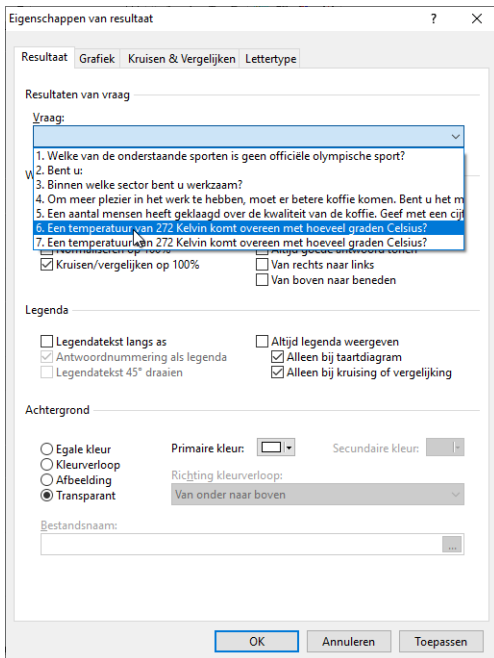 Eigenschappen van resultaat
Resultaat Grafiek Kruisen & Vergelijken Lettertype
Resultaten van vraag
Vraag:
1. Welke van de onderstaande sporten is geen officiële olympische sport?
2. Bent u:
3. Binnen welke sector bent u werkzaam?
4. Om meer plezier in het werk te hebben, moet er betere koffie komen. Bent u het m
5. Een aantal mensen heeft geklaagd over de kwaliteit van de koffie. Geef met een cijf
6. Een temperatuur van 272 Kelvin komt overeen met hoeveel graden Celsius?
7. Een temperatuur van 272 Kelvin komt overeen met hoeveel graden Celsius?
Normaliseren op 100% Altijd goede antwoord tonen
Kruisen/vergelijken op 100% Van rechts naar links
Van boven naar beneden
Legenda
Legendatekst langs as Altijd legenda weergeven
Antwoordnummering als legenda Alleen bij taartdiagram
Legendatekst 45° draaien Alleen bij kruising of vergelijking
Achtergrond
Egale kleur Primaire kleur: Secundaire kleur:
Kleurverloop
Afbeelding Richting kleurverloop:
Transparant Van onder naar boven
Bestandsnaam:
...
OK Annuleren Toepassen